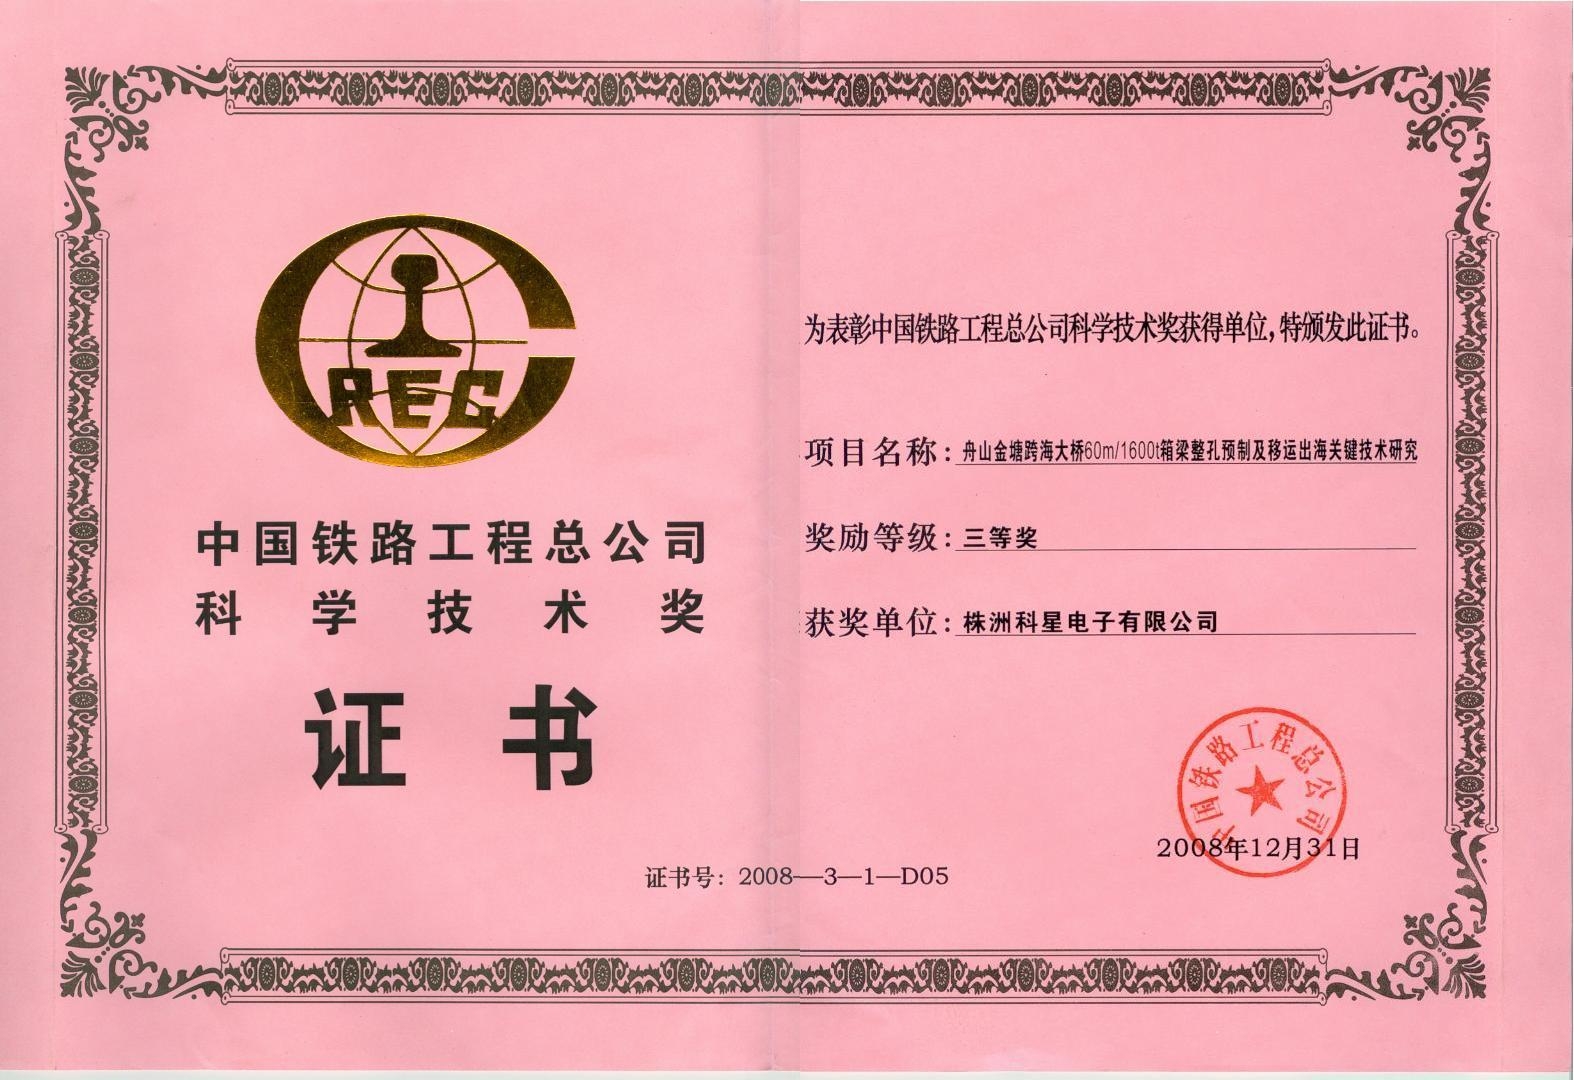 CREC
中国铁路工程总公司
科学技术奖
证书
为表彰中国铁路工程总公司科学技术奖获得单位,特颁发此证书。
项目名称:舟山金塘跨海大桥60m/1600t箱梁整孔预制及移运出海关键技术研究
奖励等级:三等奖
获奖单位:株洲科星电子有限公司
中国铁路工程总公司
2008年12月31日
证书号:2008—3—1—D05